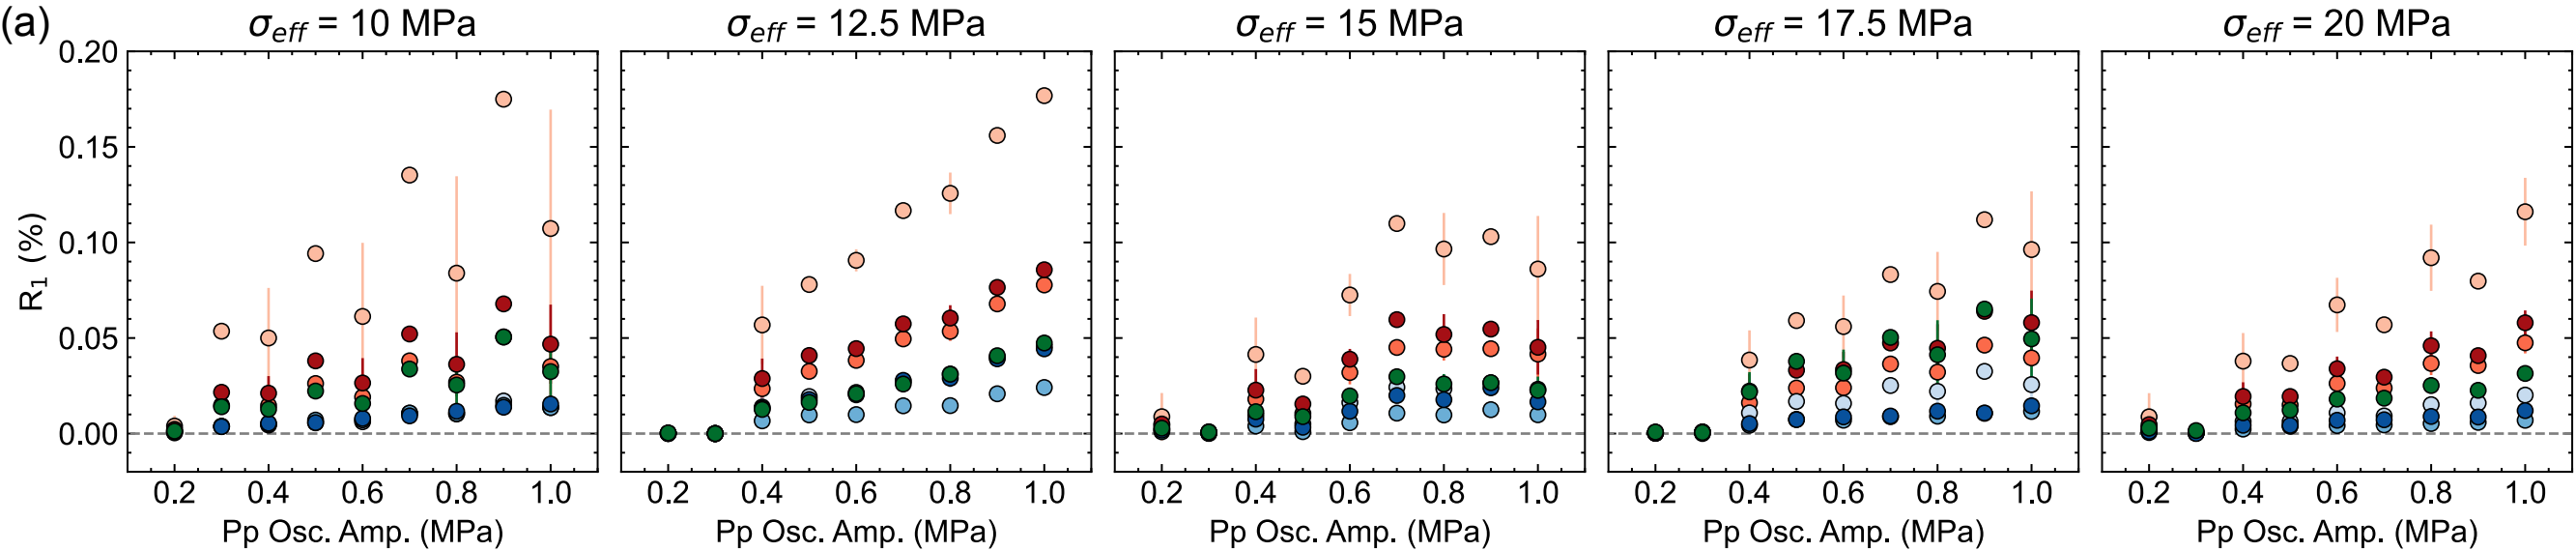 (a)
σeff = 10 MPa
σeff = 12.5 MPa
σeff = 15 MPa
σeff = 17.5 MPa
σeff = 20 MPa
R1 (%)
0.20
0.15
0.10
0.05
0.00
0.2 0.4 0.6 0.8 1.0
0.2 0.4 0.6 0.8 1.0
0.2 0.4 0.6 0.8 1.0
0.2 0.4 0.6 0.8 1.0
0.2 0.4 0.6 0.8 1.0
Pp Osc. Amp. (MPa)
Pp Osc. Amp. (MPa)
Pp Osc. Amp. (MPa)
Pp Osc. Amp. (MPa)
Pp Osc. Amp. (MPa)